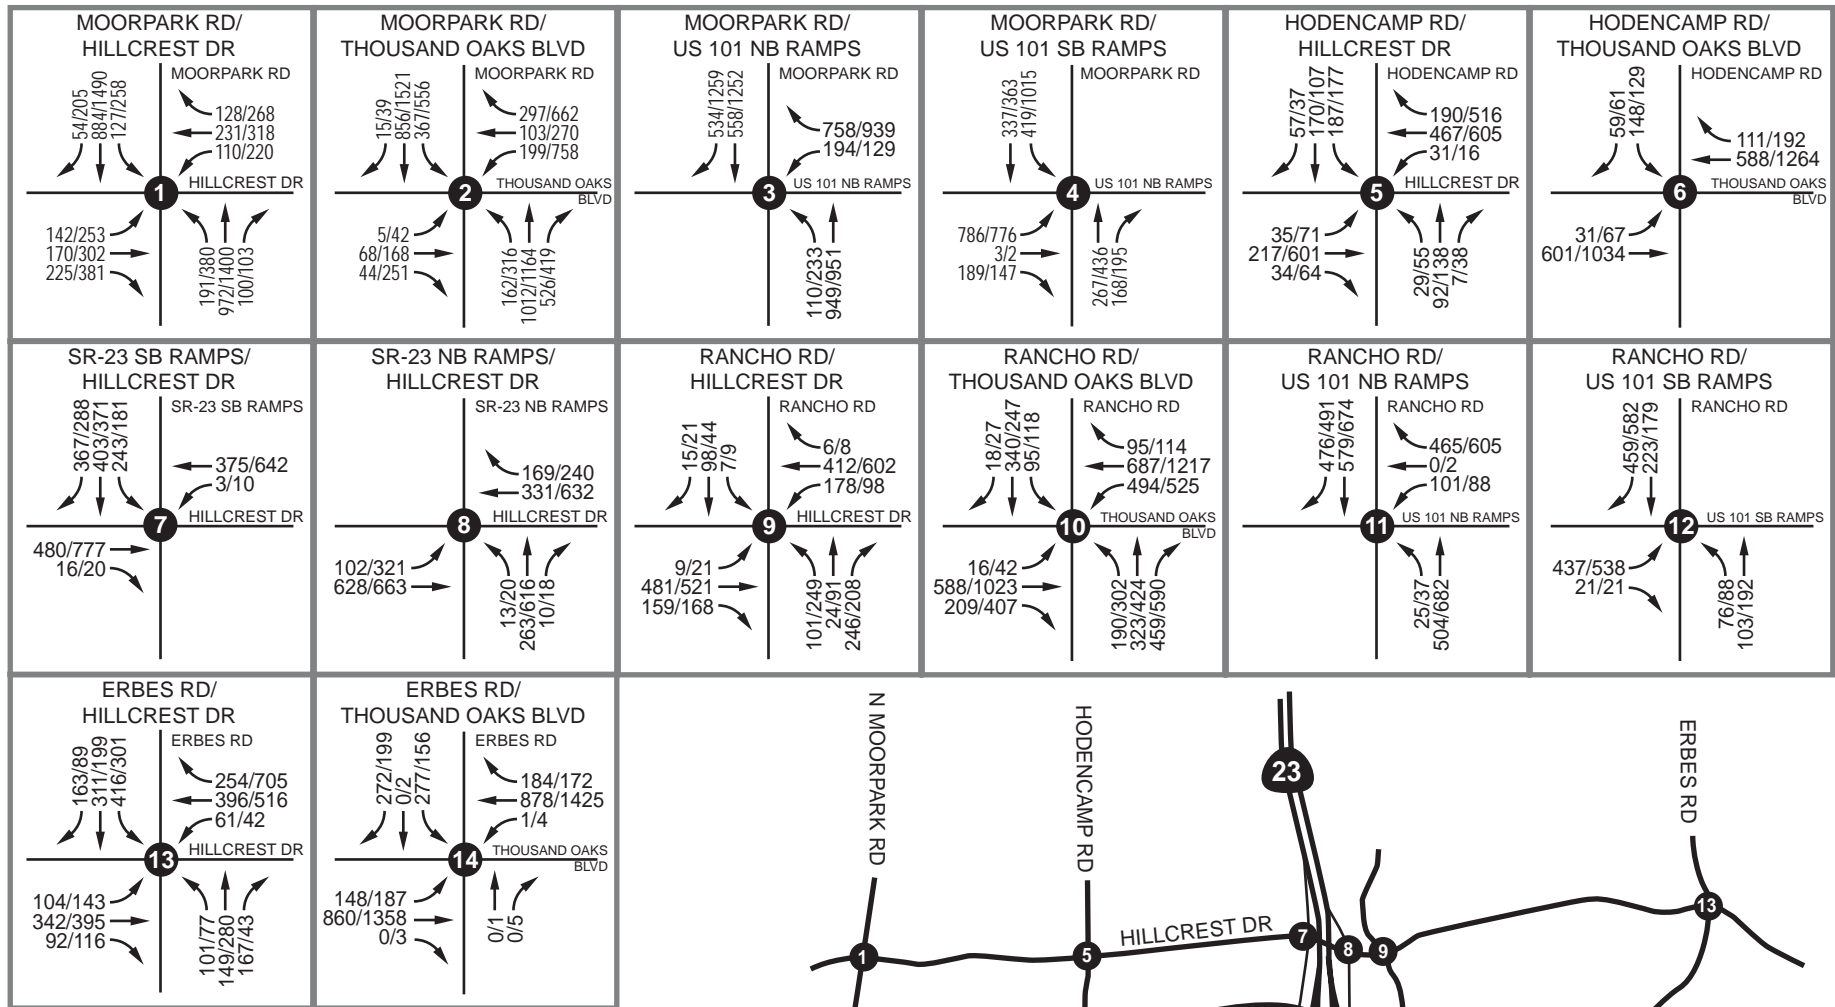 MOORPARK RD/
HILLCREST DR
MOORPARK RD
54/205
884/1490
127/258
128/268
231/318
110/220
1
HILLCREST DR
142/253
170/302
225/381
191/380
972/1400
100/103
MOORPARK RD/
THOUSAND OAKS BLVD
MOORPARK RD
15/39
856/1521
367/556
297/662
103/270
199/758
2
THOUSAND OAKS
BLVD
5/42
68/168
44/251
162/316
1012/1164
526/419
MOORPARK RD/
US 101 NB RAMPS
MOORPARK RD
534/1259
558/1252
758/939
194/129
3
US 101 NB RAMPS
110/233
949/951
MOORPARK RD/
US 101 SB RAMPS
MOORPARK RD
337/363
419/1015
4
US 101 NB RAMPS
786/776
3/2
189/147
267/436
168/195
HODENCAMP RD/
HILLCREST DR
HODENCAMP RD
57/37
170/107
187/177
190/516
467/605
31/16
5
HILLCREST DR
35/71
217/601
34/64
29/55
92/138
7/38
HODENCAMP RD/
THOUSAND OAKS BLVD
HODENCAMP RD
59/61
148/129
111/192
588/1264
6
THOUSAND OAKS
BLVD
31/67
601/1034
SR-23 SB RAMPS/
HILLCREST DR
SR-23 SB RAMPS
367/288
403/371
243/181
375/642
3/10
7
HILLCREST DR
480/777
16/20
SR-23 NB RAMPS/
HILLCREST DR
SR-23 NB RAMPS
169/240
331/632
8
HILLCREST DR
102/321
628/663
13/20
263/616
10/18
RANCHO RD/
HILLCREST DR
RANCHO RD
15/21
98/44
7/9
6/8
412/602
178/98
9
HILLCREST DR
9/21
481/521
159/168
101/249
24/91
246/208
RANCHO RD/
THOUSAND OAKS BLVD
RANCHO RD
18/27
340/247
95/118
95/114
687/1217
494/525
10
THOUSAND OAKS
BLVD
16/42
588/1023
209/407
190/302
323/424
459/590
RANCHO RD/
US 101 NB RAMPS
RANCHO RD
476/491
579/674
465/605
0/2
101/88
11
US 101 NB RAMPS
25/37
504/682
RANCHO RD/
US 101 SB RAMPS
RANCHO RD
459/582
223/179
12
US 101 SB RAMPS
437/538
21/21
76/88
103/192
ERBES RD/
HILLCREST DR
ERBES RD
163/89
311/199
416/301
254/705
396/516
61/42
13
HILLCREST DR
104/143
342/395
92/116
101/77
149/280
167/43
ERBES RD/
THOUSAND OAKS BLVD
ERBES RD
272/199
0/2
277/156
184/172
878/1425
1/4
14
THOUSAND OAKS
BLVD
148/187
860/1358
0/3
0/1
0/5
N MOORPARK RD
HODENCAMP RD
23
ERBES RD
HILLCREST DR
1
5
7
8
9
13